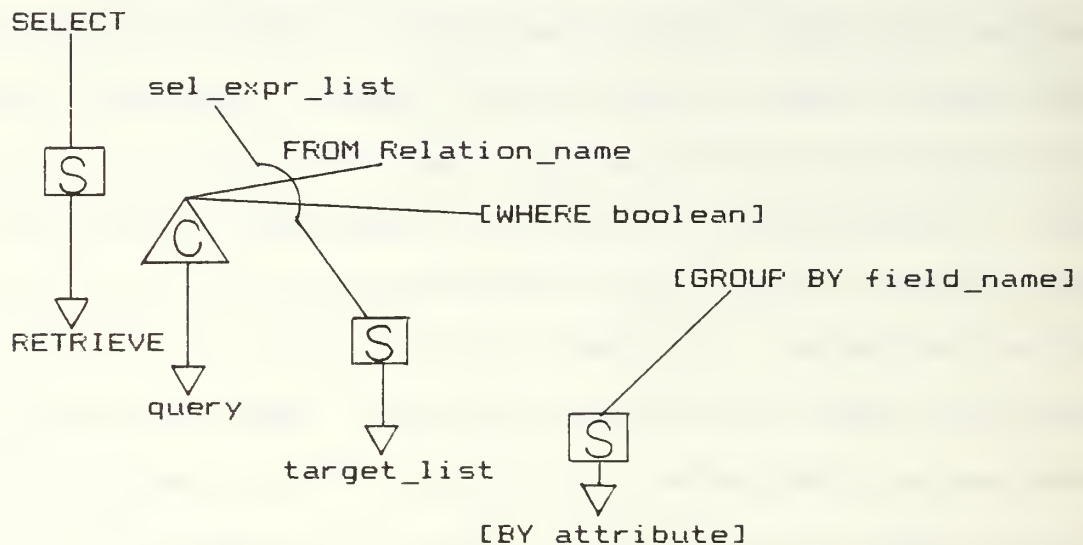 SELECT
sel_expr_list
FROM Relation_name
S
[WHERE boolean]
C
[GROUP BY field_name]
RETRIEVE
S
query
S
target_list
[BY attribute]